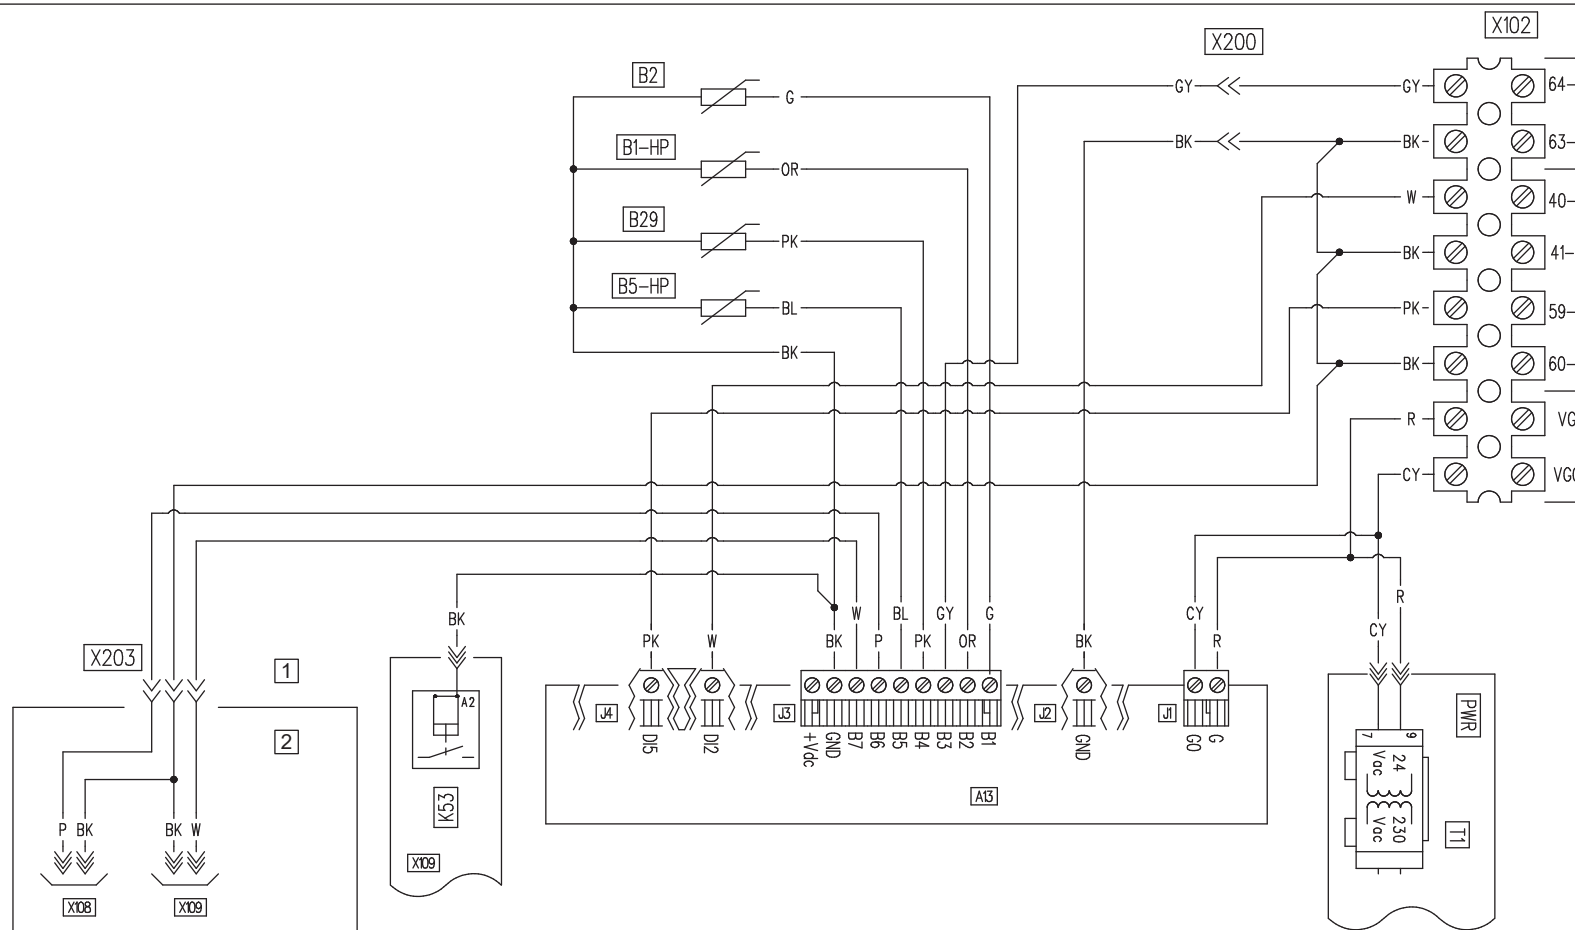 X102
X200
B2
G
GY GY 64-
B1-HP
BK BK 63-
OR
W 40-
B29
PK
BK 41-
B5-HP
BL
PK 59-
BK
BK 60-
R
CY
BK
W
P
BL
PK
GY
OR
G
CY
R
R
CY
PK
W
BK
BK
X203
1
2
A2
K53
X109
J4
DI5
DI2
J3
+Vdc
GND
B7
B6
B5
B4
B3
B2
B1
J2
GND
J1
G0
G
A13
PWR
7 9
24 Vac
230 Vac
T1
P BK BK W
X108 X109